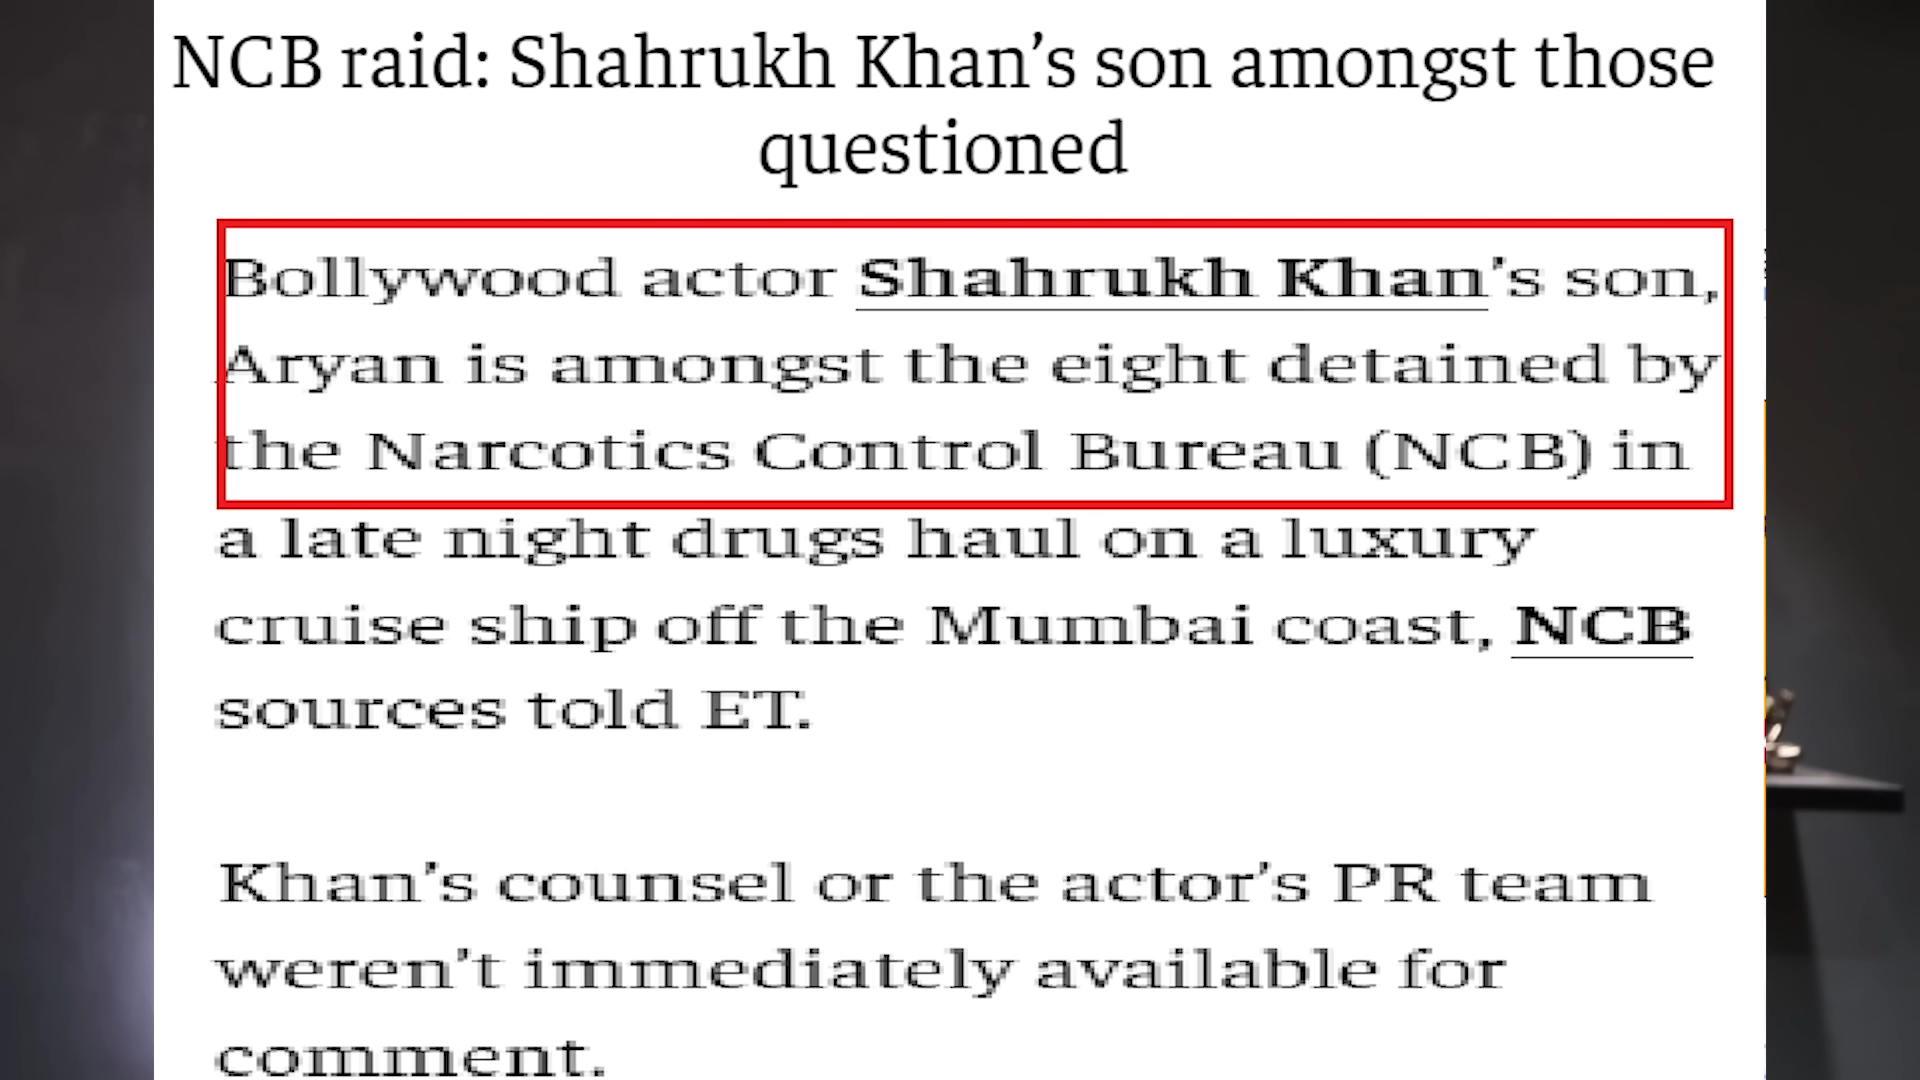 NCB raid: Shahrukh Khan’s son amongst those
questioned
Bollywood actor Shahrukh Khan’s son,
Aryan is amongst the eight detained by
the Narcotics Control Bureau (NCB) in
a late night drugs haul on a luxury
cruise ship off the Mumbai coast, NCB
sources told ET.
Khan’s counsel or the actor’s PR team
weren’t immediately available for
comment.